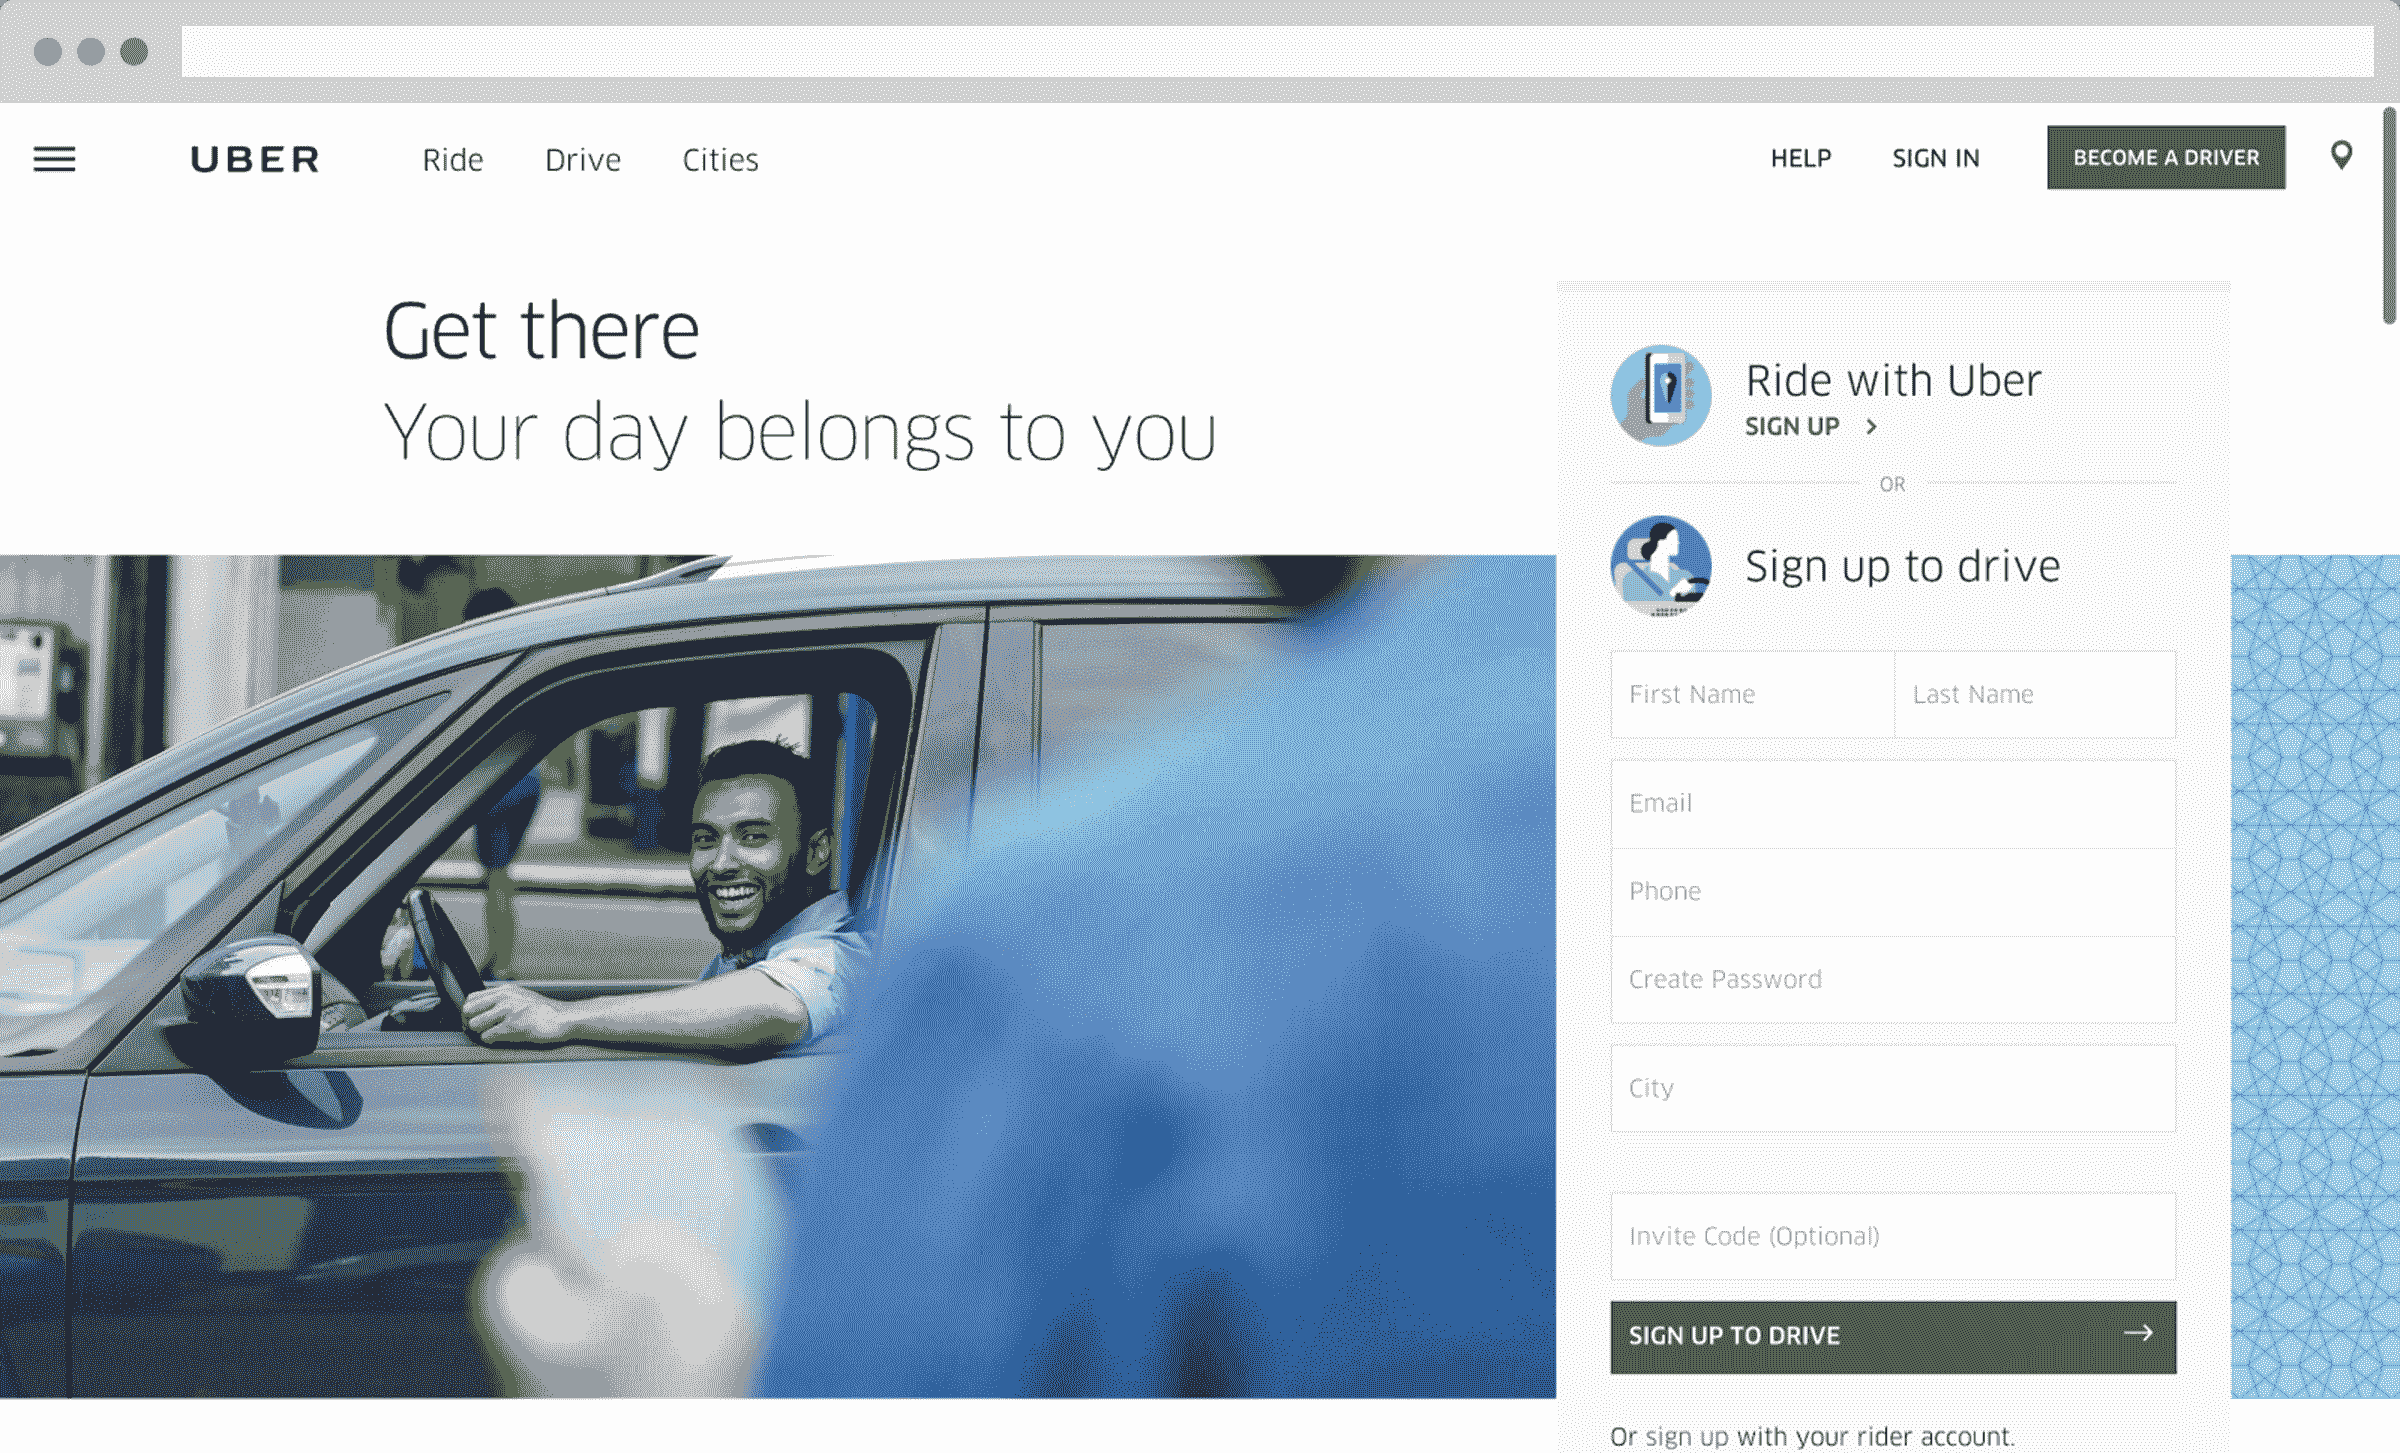 UBER Ride Drive Cities HELP SIGN IN BECOME A DRIVER
Get there
Your day belongs to you
Ride with Uber
SIGN UP
OR
Sign up to drive
First Name Last Name
Email
Phone
Create Password
City
Invite Code (Optional)
SIGN UP TO DRIVE
Or sign up with your rider account.